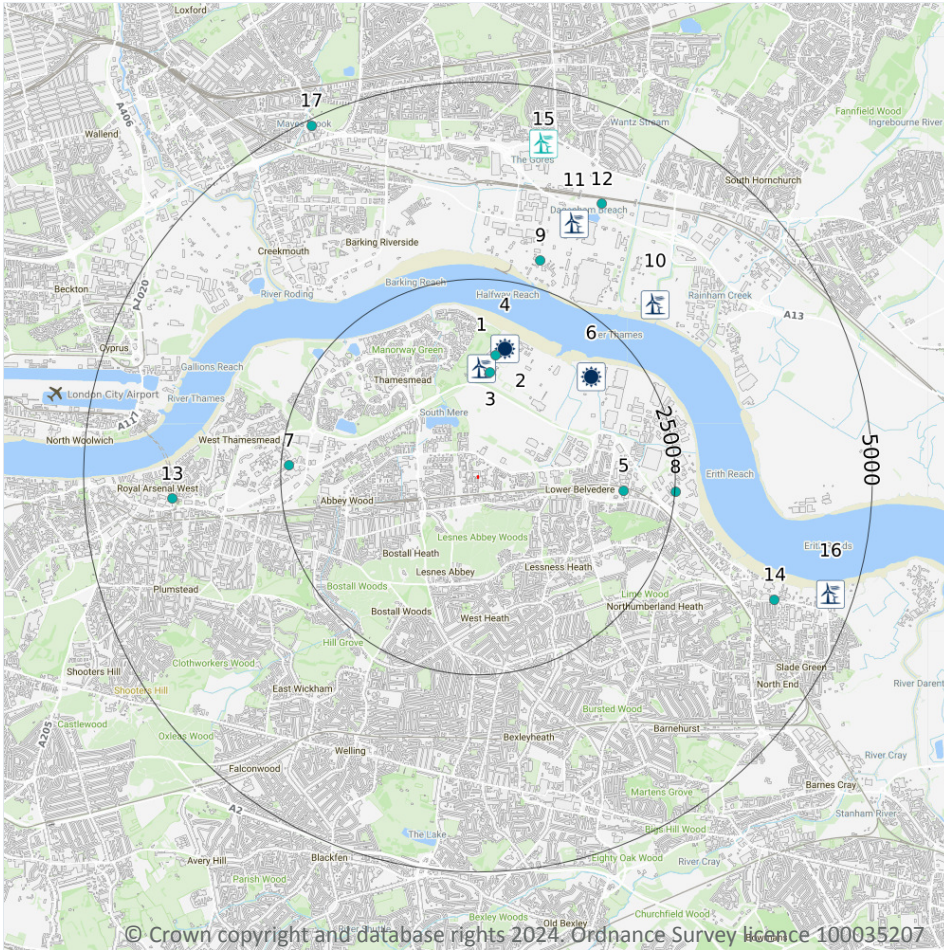 Loxford
Fannfield Wood
Ingrebourne River
A406
17
Mayes Brook
15
Wantz Stream
Wallend
The Gores
South Hornchurch
11 12
Dagenham Breach
9
Barking Riverside
Creekmouth
10
Beckton
Barking Reach
River Roding
Halfway Reach
Rainham Creek
A1020
4
A13
1
6
River Thames
Cyprus
Manorway Green
Gallions Reach
Thamesmead
2
London City Airport
River Thames
3
A117
South Mere
2500
North Woolwich
West Thamesmead
7
5000
13
5
8
Erith Reach
Royal Arsenal West
Lower Belvedere
Abbey Wood
Lesnes Abbey Woods
Erith Rands
16
Bostall Heath
Lesnes Abbey
Lessness Heath
14
Plumstead
Bostall Woods
Lime Wood
Northumberland Heath
Bostall Woods
West Heath
Hill Grove
Clothworkers Wood
Slade Green
Shooters Hill
North End
River Darent
Shooters Hill
East Wickham
Bursted Wood
Castlewood
Barnehurst
A205
Oxleas Wood
Bexleyheath
Welling
River Cray
Falconwood
Barnes Cray
Martens Grove
A2
Stanham River
The Lake
Bigs Hill Wood
Avery Hill
Blackfen
Eighty Oak Wood
River Cray
Parish Wood
Churchfield Wood
Bexley Woods
Old Bexley
© Crown copyright and database rights 2024. Ordnance Survey licence 100035207